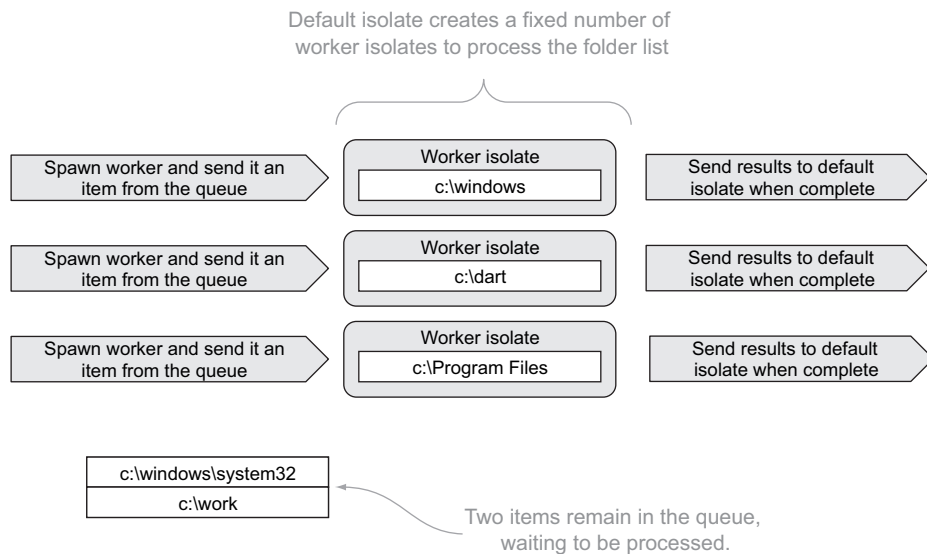 Default isolate creates a fixed number of
worker isolates to process the folder list
Spawn worker and send it an
item from the queue
Worker isolate
c:\windows
Send results to default
isolate when complete
Spawn worker and send it an
item from the queue
Worker isolate
c:\dart
Send results to default
isolate when complete
Spawn worker and send it an
item from the queue
Worker isolate
c:\Program Files
Send results to default
isolate when complete
c:\windows\system32
c:\work
Two items remain in the queue,
waiting to be processed.